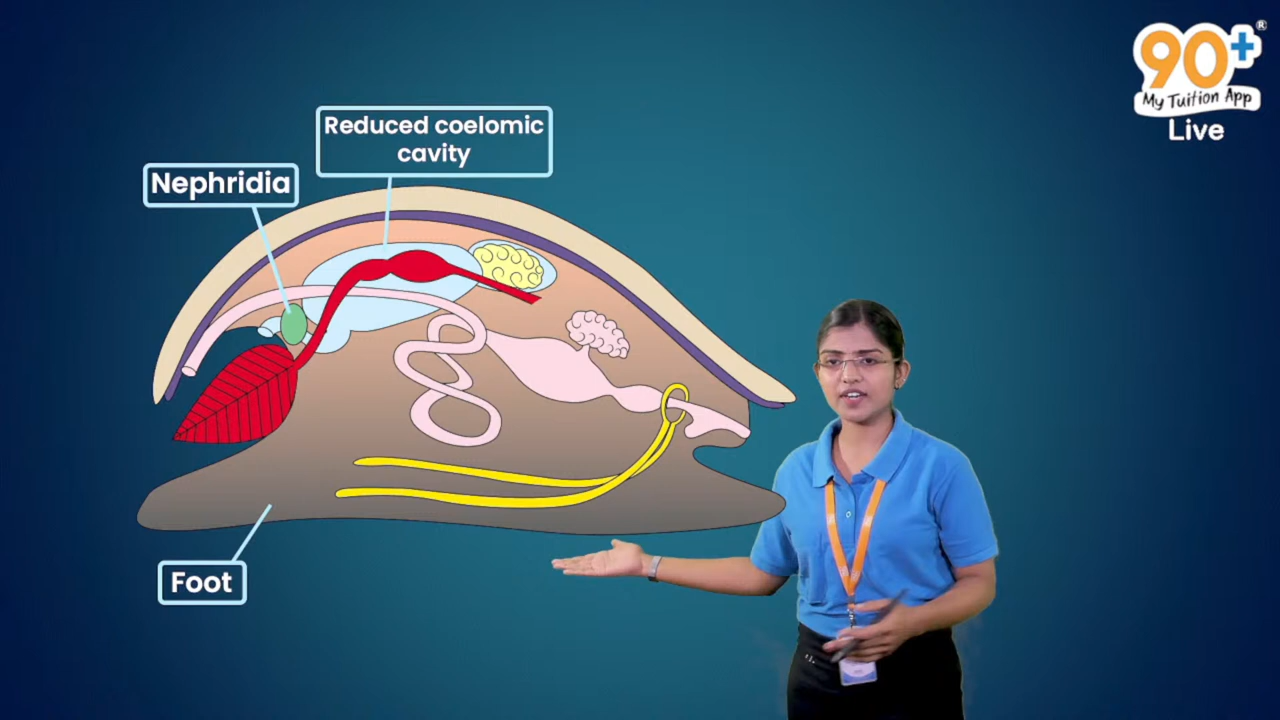 90+
®
My Tuition App
Live
Reduced coelomic
cavity
Nephridia
Foot